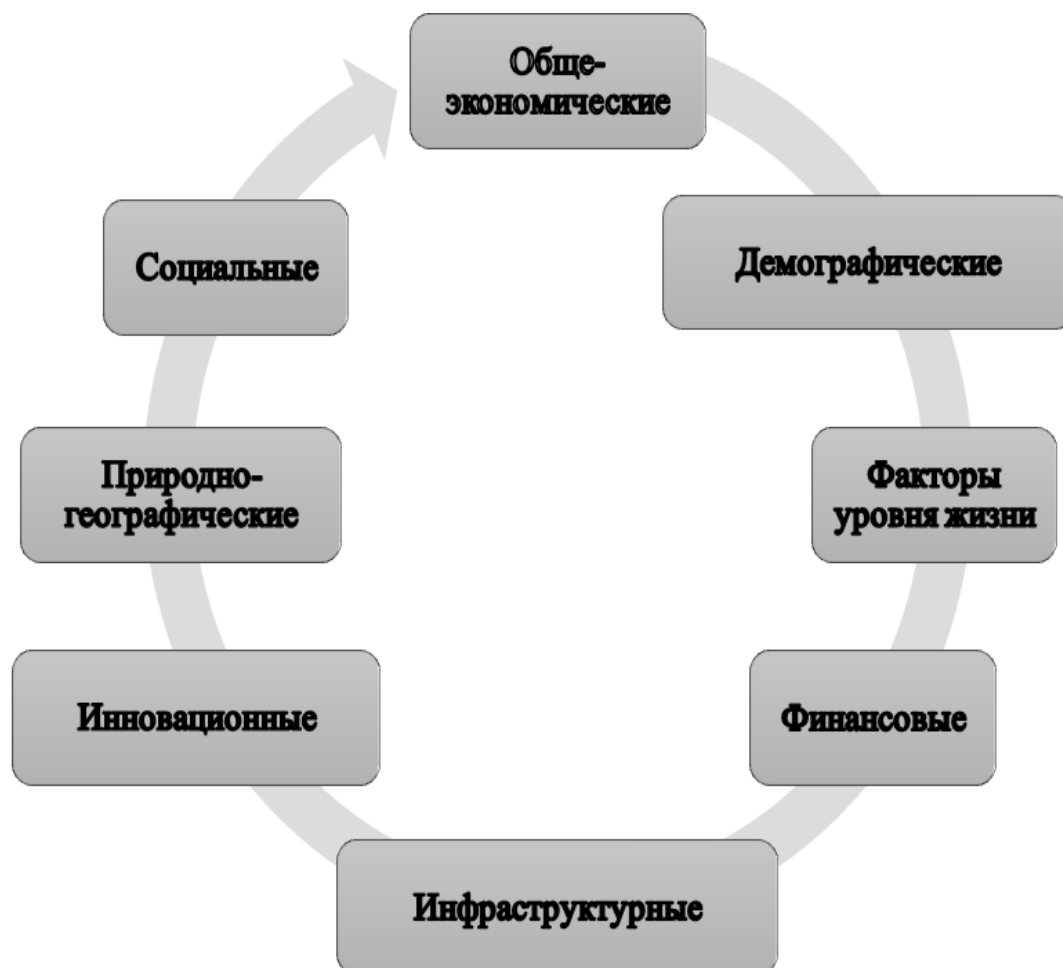 Обще-
экономические
Демографические
Факторы
уровня жизни
Финансовые
Инфраструктурные
Инновационные
Природно-
географические
Социальные